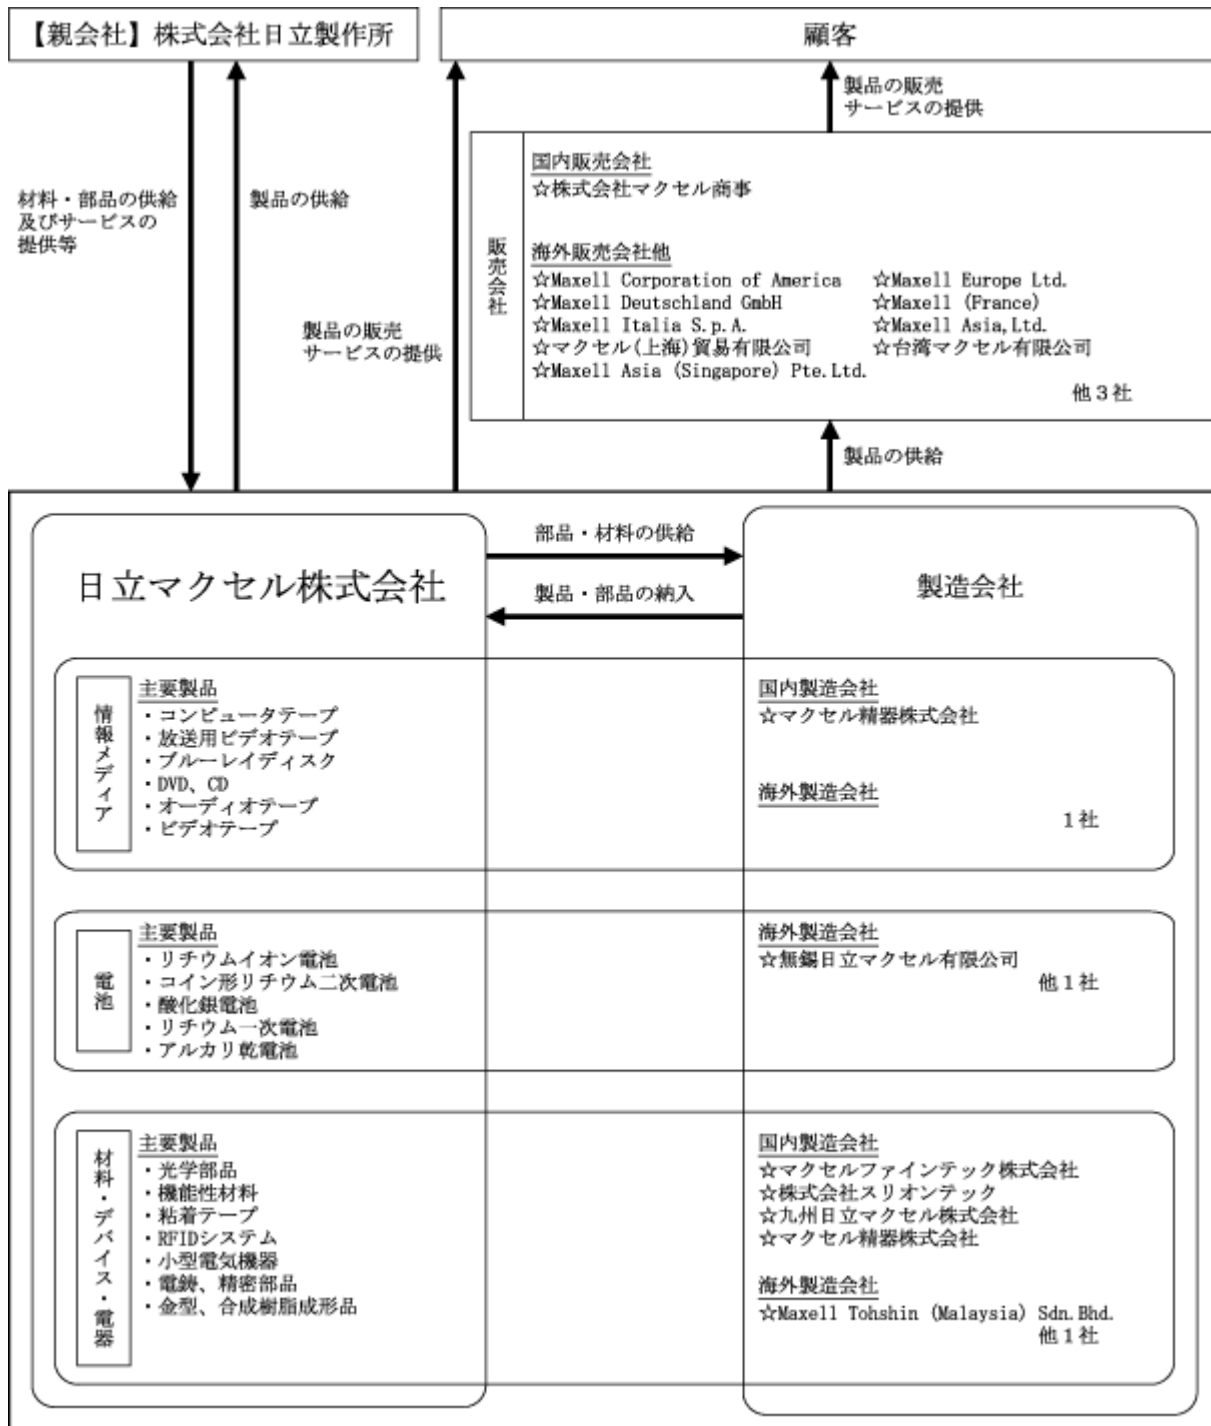 【親会社】株式会社日立製作所
顧客
製品の販売
サービスの提供
材料・部品の供給
及びサービスの
提供等
製品の供給
製品の販売
サービスの提供
販売会社
国内販売会社
☆株式会社マクセル商事
海外販売会社他
☆Maxell Corporation of America ☆Maxell Europe Ltd.
☆Maxell Deutschland GmbH ☆Maxell (France)
☆Maxell Italia S.p.A. ☆Maxell Asia,Ltd.
☆マクセル(上海)貿易有限公司 ☆台湾マクセル有限公司
☆Maxell Asia (Singapore) Pte.Ltd.
他3社
製品の供給
日立マクセル株式会社
部品・材料の供給
製品・部品の納入
製造会社
情報メディア
主要製品
・コンピュータテープ
・放送用ビデオテープ
・ブルーレイディスク
・DVD、CD
・オーディオテープ
・ビデオテープ
国内製造会社
☆マクセル精器株式会社
海外製造会社
1社
電池
主要製品
・リチウムイオン電池
・コイン形リチウム二次電池
・酸化銀電池
・リチウム一次電池
・アルカリ乾電池
海外製造会社
☆無錫日立マクセル有限公司
他1社
材料・デバイス・電器
主要製品
・光学部品
・機能性材料
・粘着テープ
・RFIDシステム
・小型電気機器
・電鋳、精密部品
・金型、合成樹脂成形品
国内製造会社
☆マクセルファインテック株式会社
☆株式会社スリオンテック
☆九州日立マクセル株式会社
☆マクセル精器株式会社
海外製造会社
☆Maxell Tohshin (Malaysia) Sdn.Bhd.
他1社